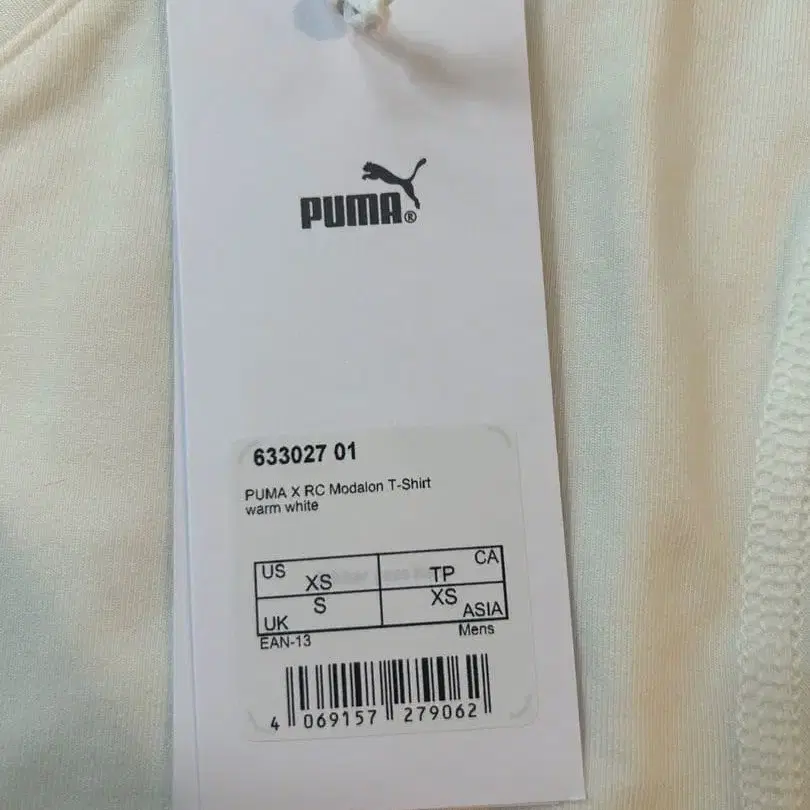 PUMA®
633027 01
PUMA X RC Modalon T-Shirt
warm white
US XS TP CA
UK S XS ASIA
EAN-13 Mens
4 069157 279062